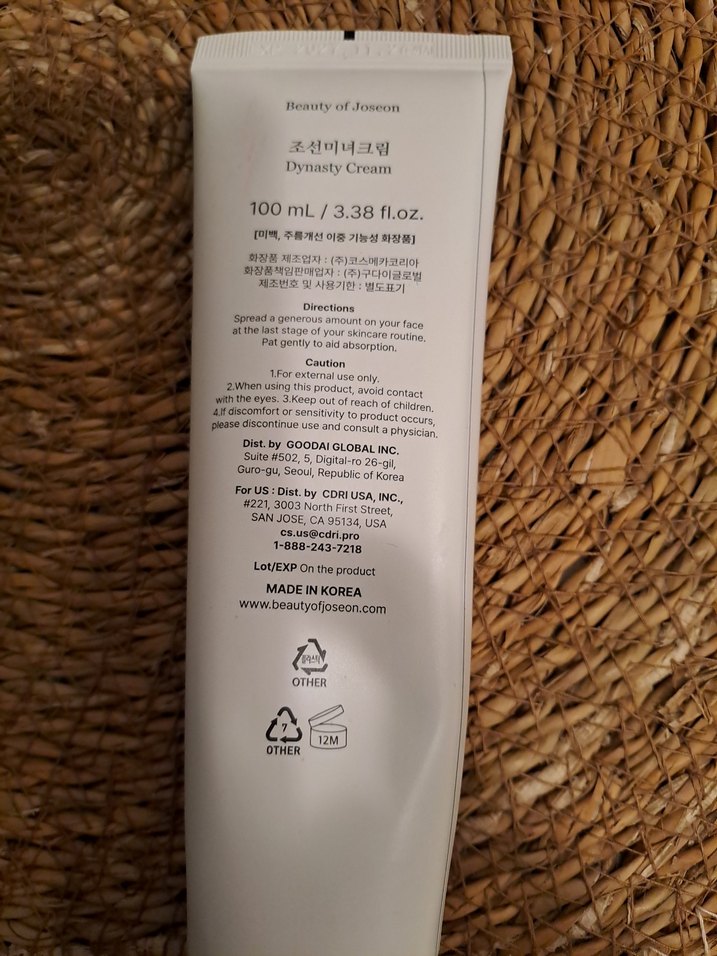 Beauty of Joseon
조선미녀크림
Dynasty Cream
100 mL / 3.38 fl.oz.
[미백, 주름개선 이중 기능성 화장품]
화장품 제조업자 : (주)코스메카코리아
화장품책임판매업자 : (주)구다이글로벌
제조번호 및 사용기한 : 별도표기
Directions
Spread a generous amount on your face
at the last stage of your skincare routine.
Pat gently to aid absorption.
Caution
1.For external use only.
2.When using this product, avoid contact
with the eyes. 3.Keep out of reach of children.
4.If discomfort or sensitivity to product occurs,
please discontinue use and consult a physician.
Dist. by GOODAI GLOBAL INC.
Suite #502, 5, Digital-ro 26-gil,
Guro-gu, Seoul, Republic of Korea
For US : Dist. by CDRI USA, INC.,
#221, 3003 North First Street,
SAN JOSE, CA 95134, USA
cs.us@cdri.pro
1-888-243-7218
Lot/EXP On the product
MADE IN KOREA
www.beautyofjoseon.com
플라스틱
OTHER
7
OTHER
12M